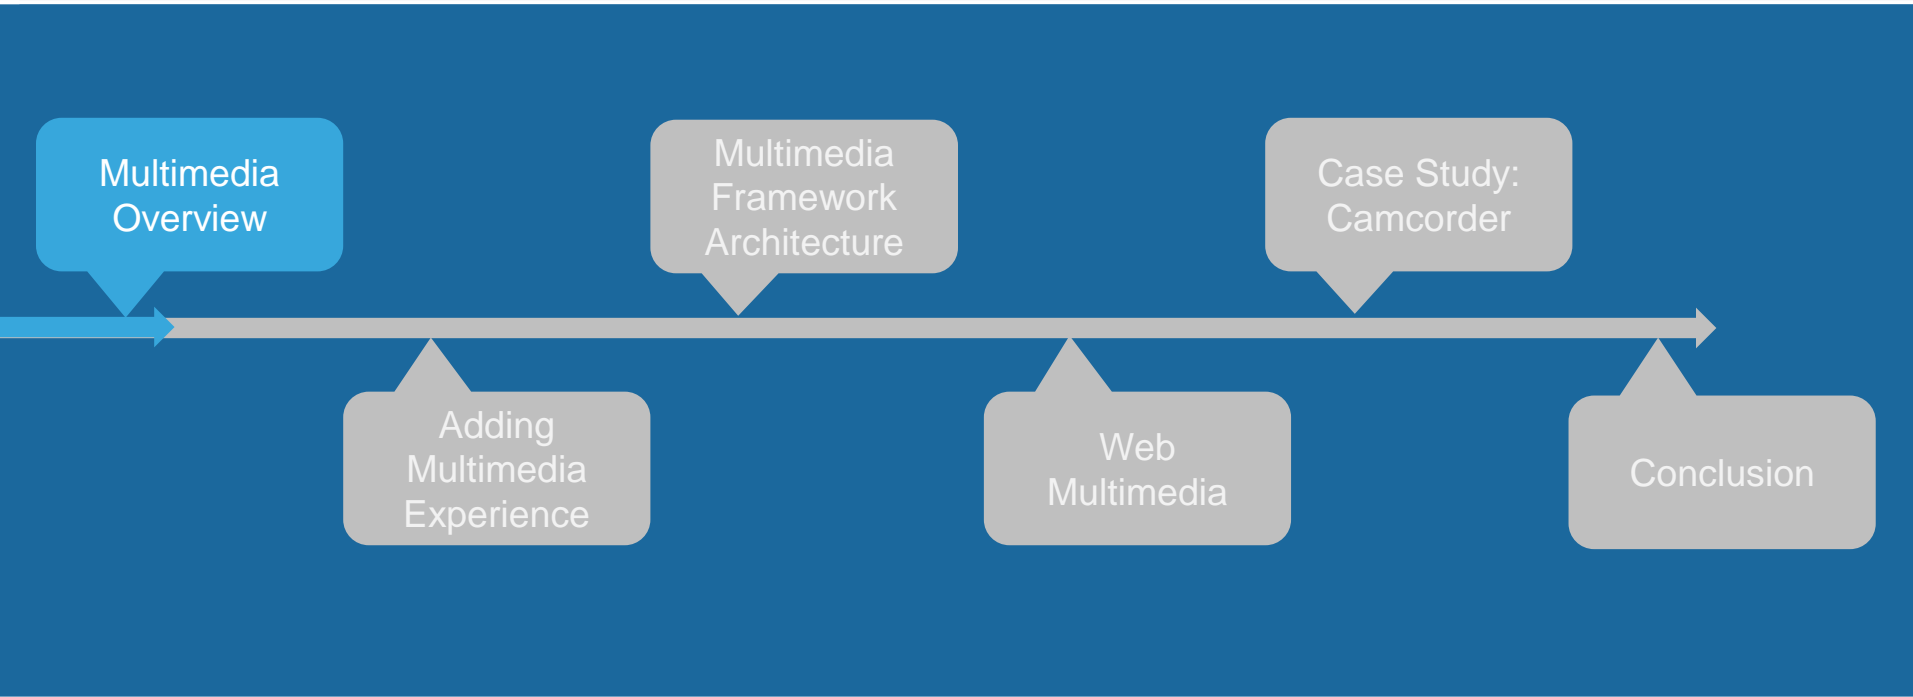 Multimedia
Overview
Adding
Multimedia
Experience
Multimedia
Framework
Architecture
Web
Multimedia
Case Study:
Camcorder
Conclusion